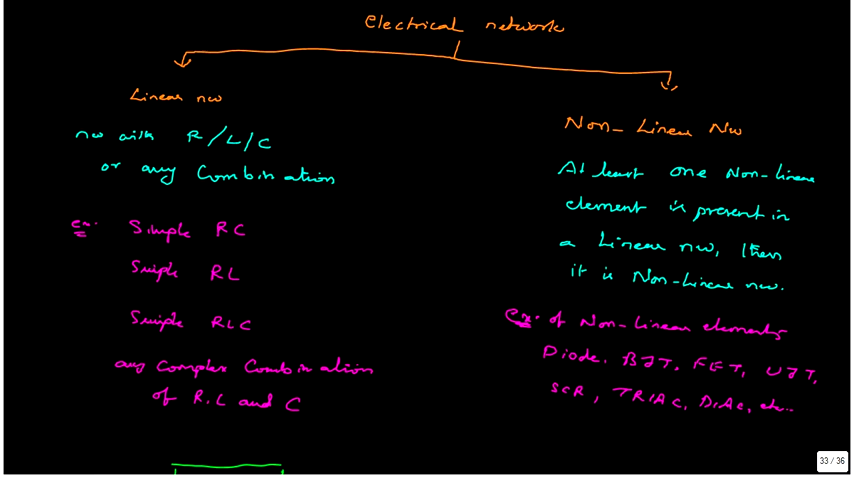 Electrical network
Linear nw
nw with R/L/C
or any Combination
ex. Simple RC
Simple RL
Simple RLC
any Complex Combination
of R.L and C
Non-Linear Nw
At least one Non-linear
element is present in
a Linear nw, then
it is Non-Linear nw.
ex. of Non-Linear elements
Diode, BJT, FET, UJT,
SCR, TRIAC, DIAC, etc...
33 / 36